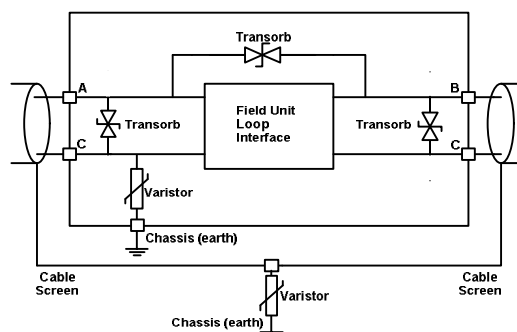 Transorb
A
B
Field Unit
Loop
Interface
Transorb
Transorb
C
C
Varistor
Chassis (earth)
Cable
Screen
Cable
Screen
Varistor
Chassis (earth)